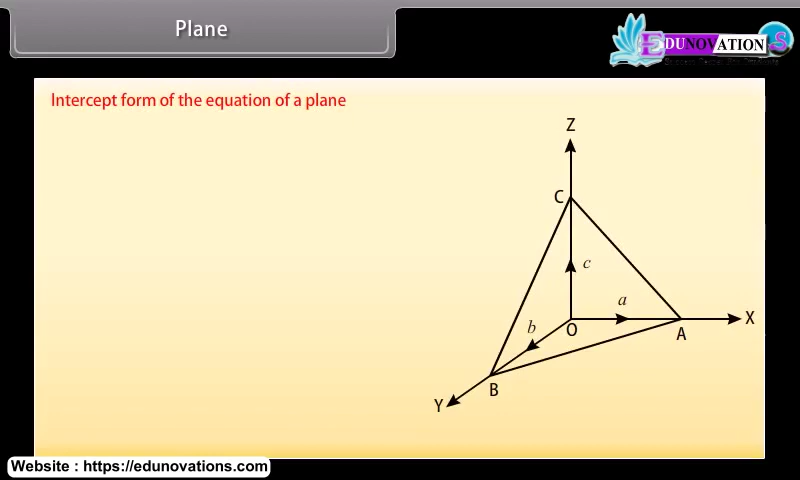 Plane
EDUNOVATIONS
Intercept form of the equation of a plane
Z
C
c
a
X
b
O
A
B
Y
Website : https://edunovations.com